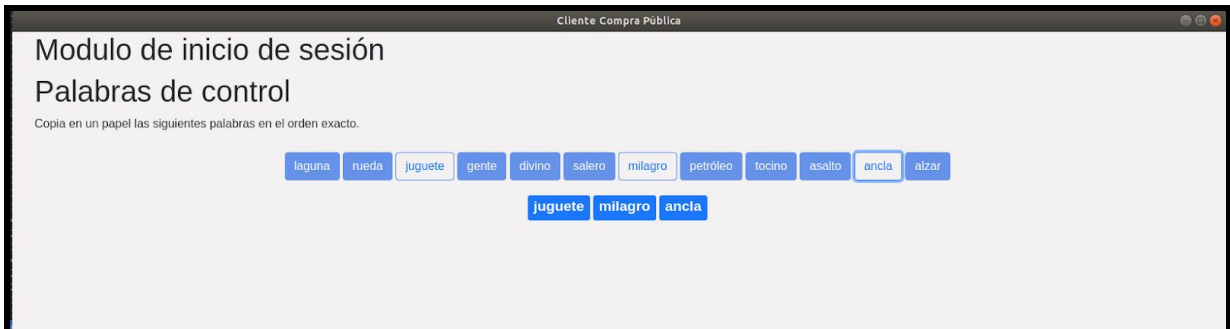 Cliente Compra Pública
Modulo de inicio de sesión
Palabras de control
Copia en un papel las siguientes palabras en el orden exacto.
laguna rueda juguete gente divino salero milagro petróleo tocino asalto ancla alzar
juguete milagro ancla